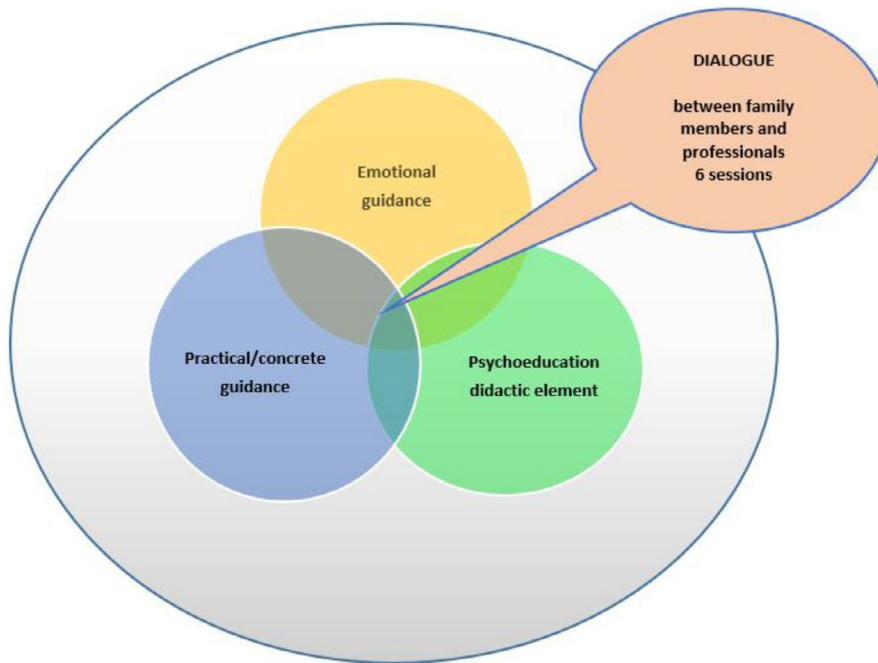 DIALOGUE
between family
members and
professionals
6 sessions
Emotional
guidance
Practical/concrete
guidance
Psychoeducation
didactic element